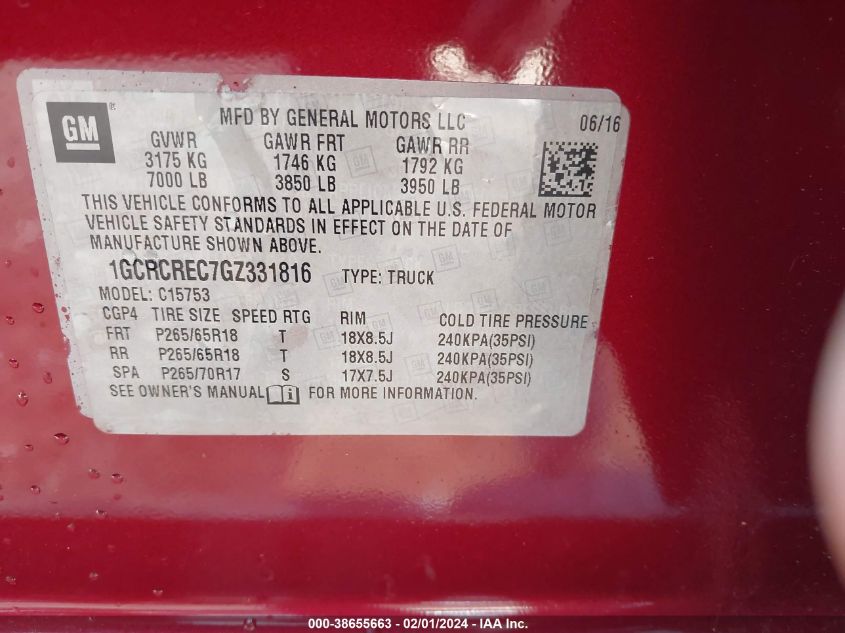 GM
®
MFD BY GENERAL MOTORS LLC 06/16
GVWR GAWR FRT GAWR RR
3175 KG 1746 KG 1792 KG
7000 LB 3850 LB 3950 LB
THIS VEHICLE CONFORMS TO ALL APPLICABLE U.S. FEDERAL MOTOR
VEHICLE SAFETY STANDARDS IN EFFECT ON THE DATE OF
MANUFACTURE SHOWN ABOVE.
1GCRCREC7GZ331816 TYPE: TRUCK
MODEL: C15753
CGP4 TIRE SIZE SPEED RTG RIM COLD TIRE PRESSURE
FRT P265/65R18 T 18X8.5J 240KPA(35PSI)
RR P265/65R18 T 18X8.5J 240KPA(35PSI)
SPA P265/70R17 S 17X7.5J 240KPA(35PSI)
SEE OWNER'S MANUAL FOR MORE INFORMATION.
000-38655663 - 02/01/2024 - IAA Inc.